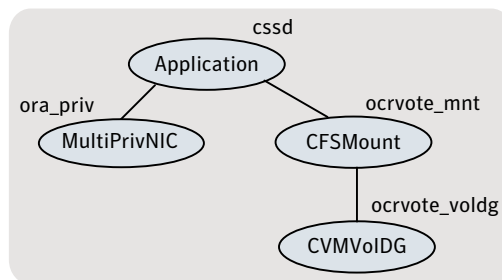 cssd
Application
ora_priv
ocrvote_mnt
MultiPrivNIC
CFSMount
ocrvote_voldg
CVMVolDG